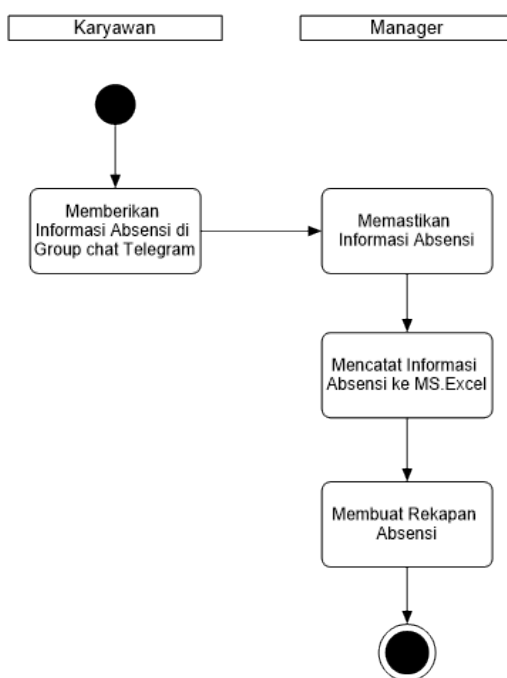 Karyawan
Manager
Memberikan
Informasi Absensi di
Group chat Telegram
Memastikan
Informasi Absensi
Mencatat Informasi
Absensi ke MS.Excel
Membuat Rekapan
Absensi